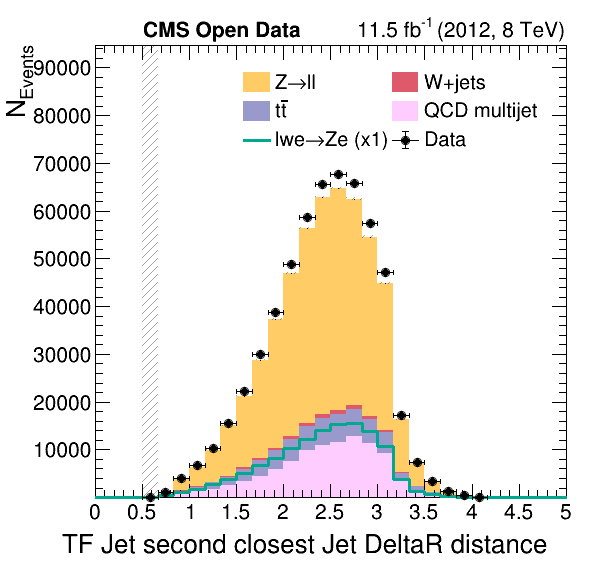 CMS Open Data 11.5 fb⁻¹ (2012, 8 TeV)
N_Events
90000
80000
70000
60000
50000
40000
30000
20000
10000
Z→ll W+jets
tt̄ QCD multijet
lwe→Ze (x1) Data
0 0.5 1 1.5 2 2.5 3 3.5 4 4.5 5
TF Jet second closest Jet DeltaR distance